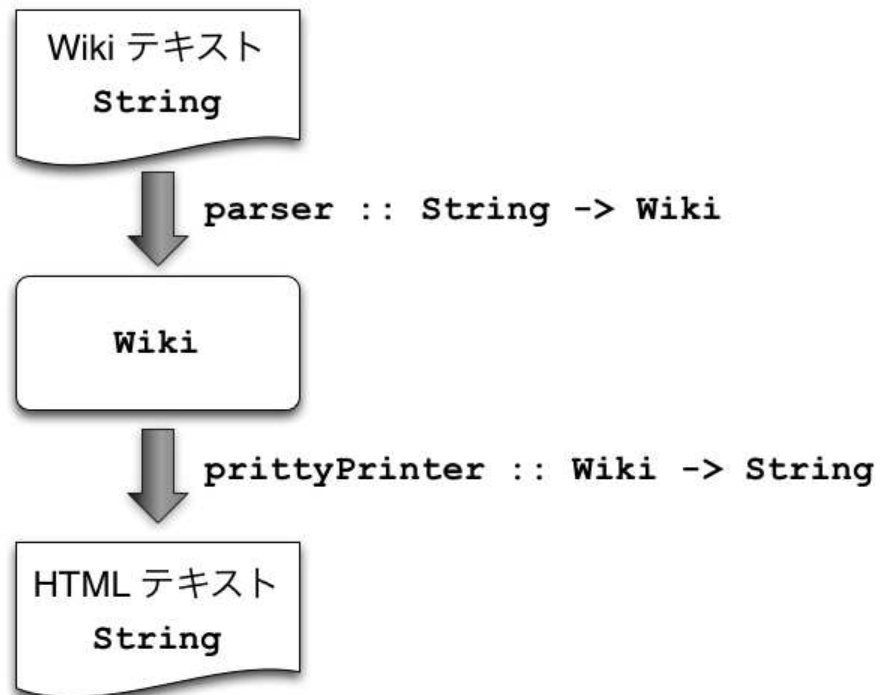 Wiki テキスト
String
parser :: String -> Wiki
Wiki
prittyPrinter :: Wiki -> String
HTML テキスト
String